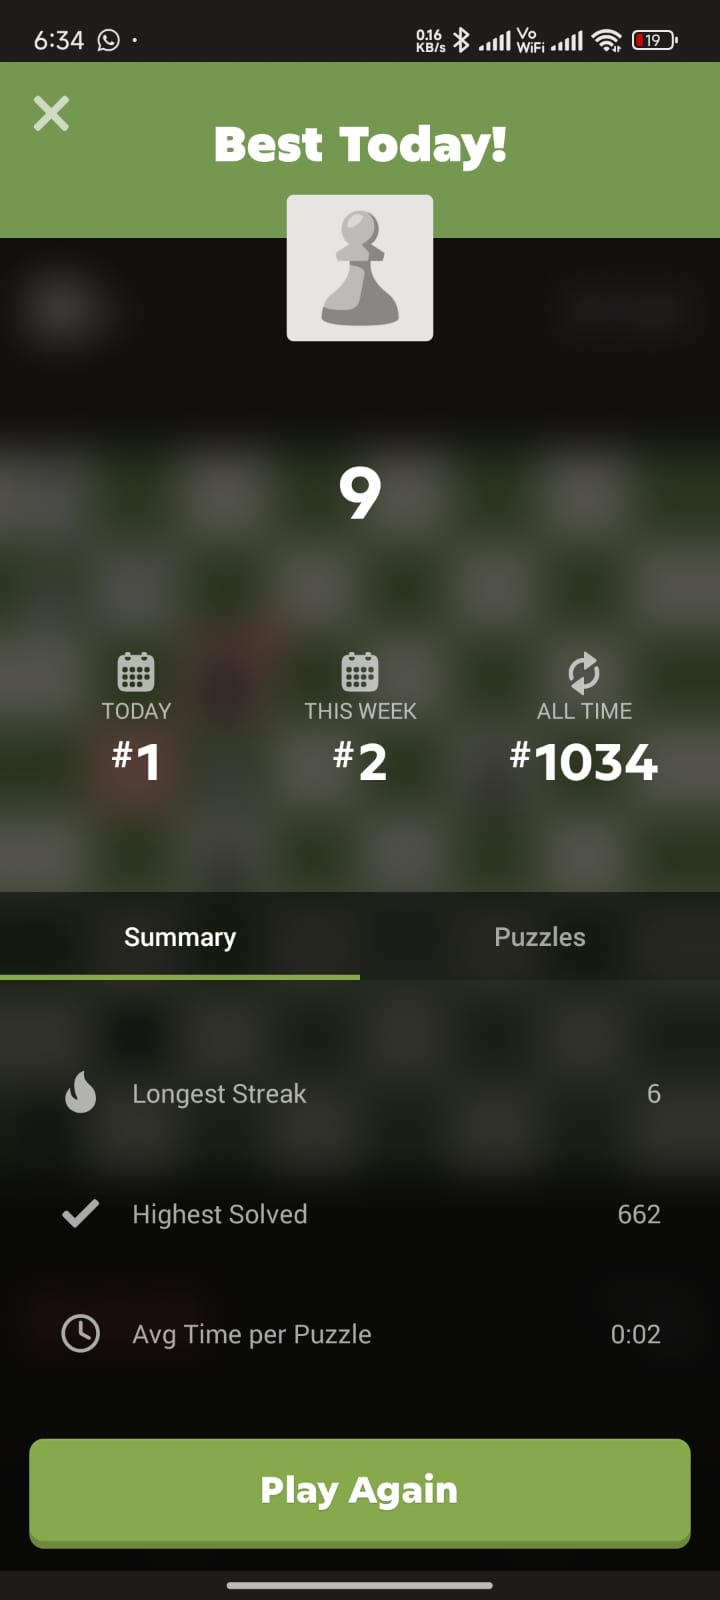 6:34 0.16 KB/s Vo WiFi 19
Best Today!
9
TODAY THIS WEEK ALL TIME
#1 #2 #1034
Summary Puzzles
Longest Streak 6
Highest Solved 662
Avg Time per Puzzle 0:02
Play Again